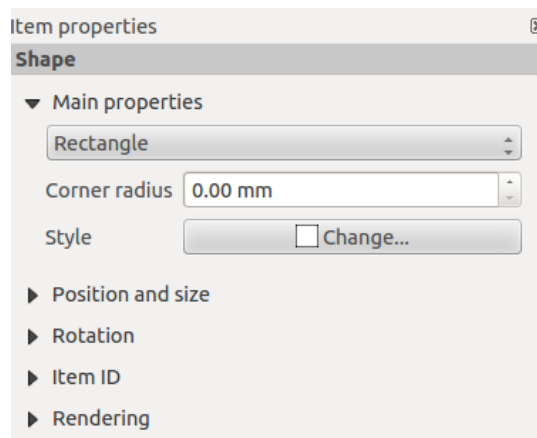 Item properties
Shape
Main properties
Rectangle
Corner radius 0.00 mm
Style Change...
Position and size
Rotation
Item ID
Rendering